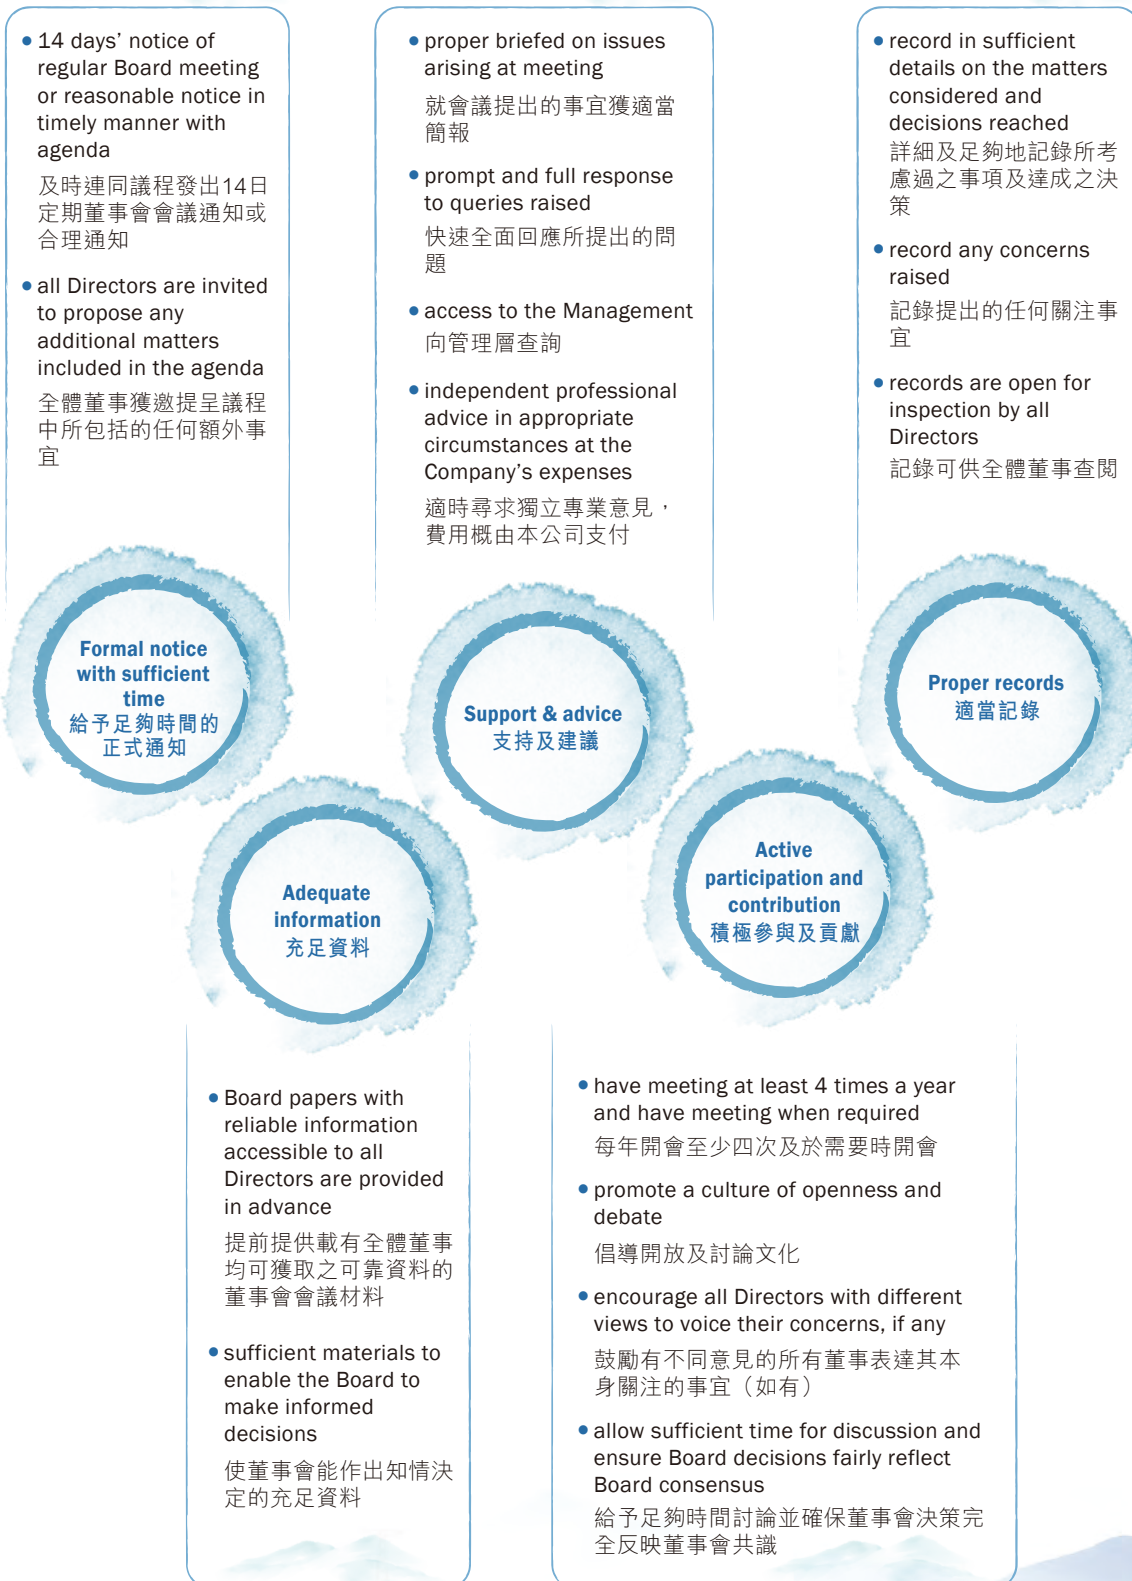 • 14 days’ notice of
regular Board meeting
or reasonable notice in
timely manner with
agenda
及時連同議程發出14日
定期董事會會議通知或
合理通知
• all Directors are invited
to propose any
additional matters
included in the agenda
全體董事獲邀提呈議程
中所包括的任何額外事
宜
Formal notice
with sufficient
time
給予足夠時間的
正式通知
• Board papers with
reliable information
accessible to all
Directors are provided
in advance
提前提供載有全體董事
均可獲取之可靠資料的
董事會會議材料
• sufficient materials to
enable the Board to
make informed
decisions
使董事會能作出知情決
定的充足資料
Adequate
information
充足資料
• proper briefed on issues
arising at meeting
就會議提出的事宜獲適當
簡報
• prompt and full response
to queries raised
快速全面回應所提出的問
題
• access to the Management
向管理層查詢
• independent professional
advice in appropriate
circumstances at the
Company’s expenses
適時尋求獨立專業意見，
費用概由本公司支付
Support & advice
支持及建議
Active
participation and
contribution
積極參與及貢獻
• have meeting at least 4 times a year
and have meeting when required
每年開會至少四次及於需要時開會
• promote a culture of openness and
debate
倡導開放及討論文化
• encourage all Directors with different
views to voice their concerns, if any
鼓勵有不同意見的所有董事表達其本
身關注的事宜（如有）
• allow sufficient time for discussion and
ensure Board decisions fairly reflect
Board consensus
給予足夠時間討論並確保董事會決策完
全反映董事會共識
• record in sufficient
details on the matters
considered and
decisions reached
詳細及足夠地記錄所考
慮過之事項及達成之決
策
• record any concerns
raised
記錄提出的任何關注事
宜
• records are open for
inspection by all
Directors
記錄可供全體董事查閱
Proper records
適當記錄